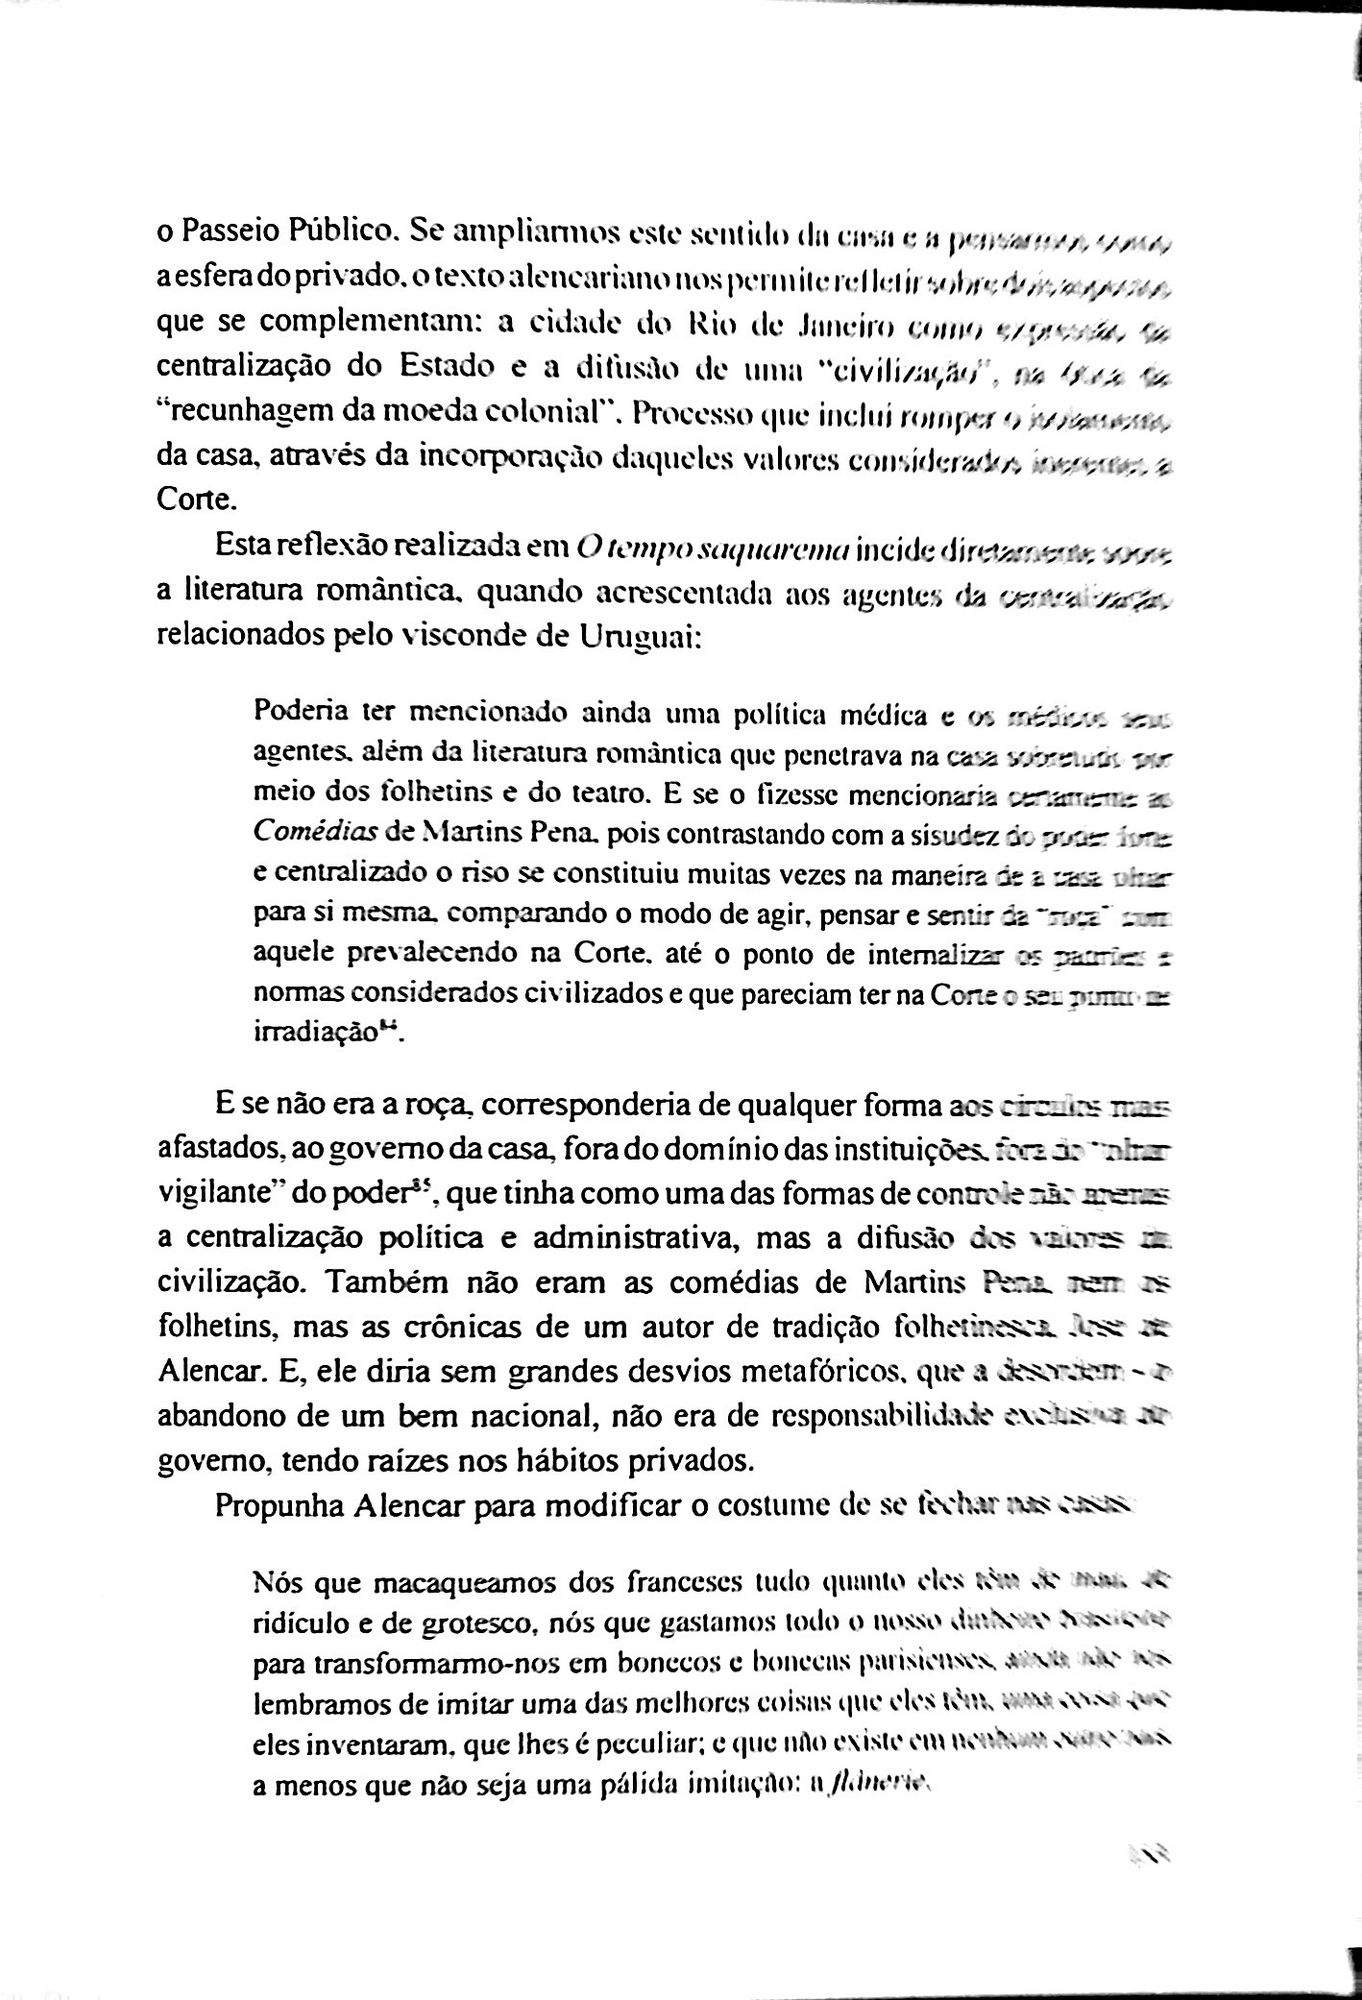 o Passeio Público. Se ampliarmos este sentido da casa e a pensarmos como
a esfera do privado, o texto alencariano nos permite refletir sobre dois
que se complementam: a cidade do Rio de Janeiro como expressão da
centralização do Estado e a difusão de uma “civilização”, na ótica da
“recunhagem da moeda colonial”. Processo que inclui romper o isolamento
da casa, através da incorporação daqueles valores considerados inerentes à
Corte.
Esta reflexão realizada em O tempo saquarema incide diretamente sobre
a literatura romântica, quando acrescentada aos agentes da centralização
relacionados pelo visconde de Uruguai:
Poderia ter mencionado ainda uma política médica e os médicos seus
agentes, além da literatura romântica que penetrava na casa sobretudo por
meio dos folhetins e do teatro. E se o fizesse mencionaria certamente as
Comédias de Martins Pena, pois contrastando com a sisudez do poder forte
e centralizado o riso se constituiu muitas vezes na maneira de a casa olhar
para si mesma, comparando o modo de agir, pensar e sentir da “roça” com
aquele prevalecendo na Corte, até o ponto de internalizar os padrões e
normas considerados civilizados e que pareciam ter na Corte o seu ponto de
irradiação⁸⁴.
E se não era a roça, corresponderia de qualquer forma aos círculos mais
afastados, ao governo da casa, fora do domínio das instituições, fora do “olhar
vigilante” do poder⁸⁵, que tinha como uma das formas de controle não apenas
a centralização política e administrativa, mas a difusão dos valores da
civilização. Também não eram as comédias de Martins Pena, nem os
folhetins, mas as crônicas de um autor de tradição folhetinesca, José de
Alencar. E, ele diria sem grandes desvios metafóricos, que a desordem - o
abandono de um bem nacional, não era de responsabilidade exclusiva do
governo, tendo raízes nos hábitos privados.
Propunha Alencar para modificar o costume de se fechar nas casas:
Nós que macaqueamos dos franceses tudo quanto eles têm de mau, de
ridículo e de grotesco, nós que gastamos todo o nosso dinheiro brasileiro
para transformarmo-nos em bonecos e bonecas parisienses, ainda não nos
lembramos de imitar uma das melhores coisas que eles têm, uma coisa que
eles inventaram, que lhes é peculiar; e que não existe em nenhum outro país
a menos que não seja uma pálida imitação: a flânerie.